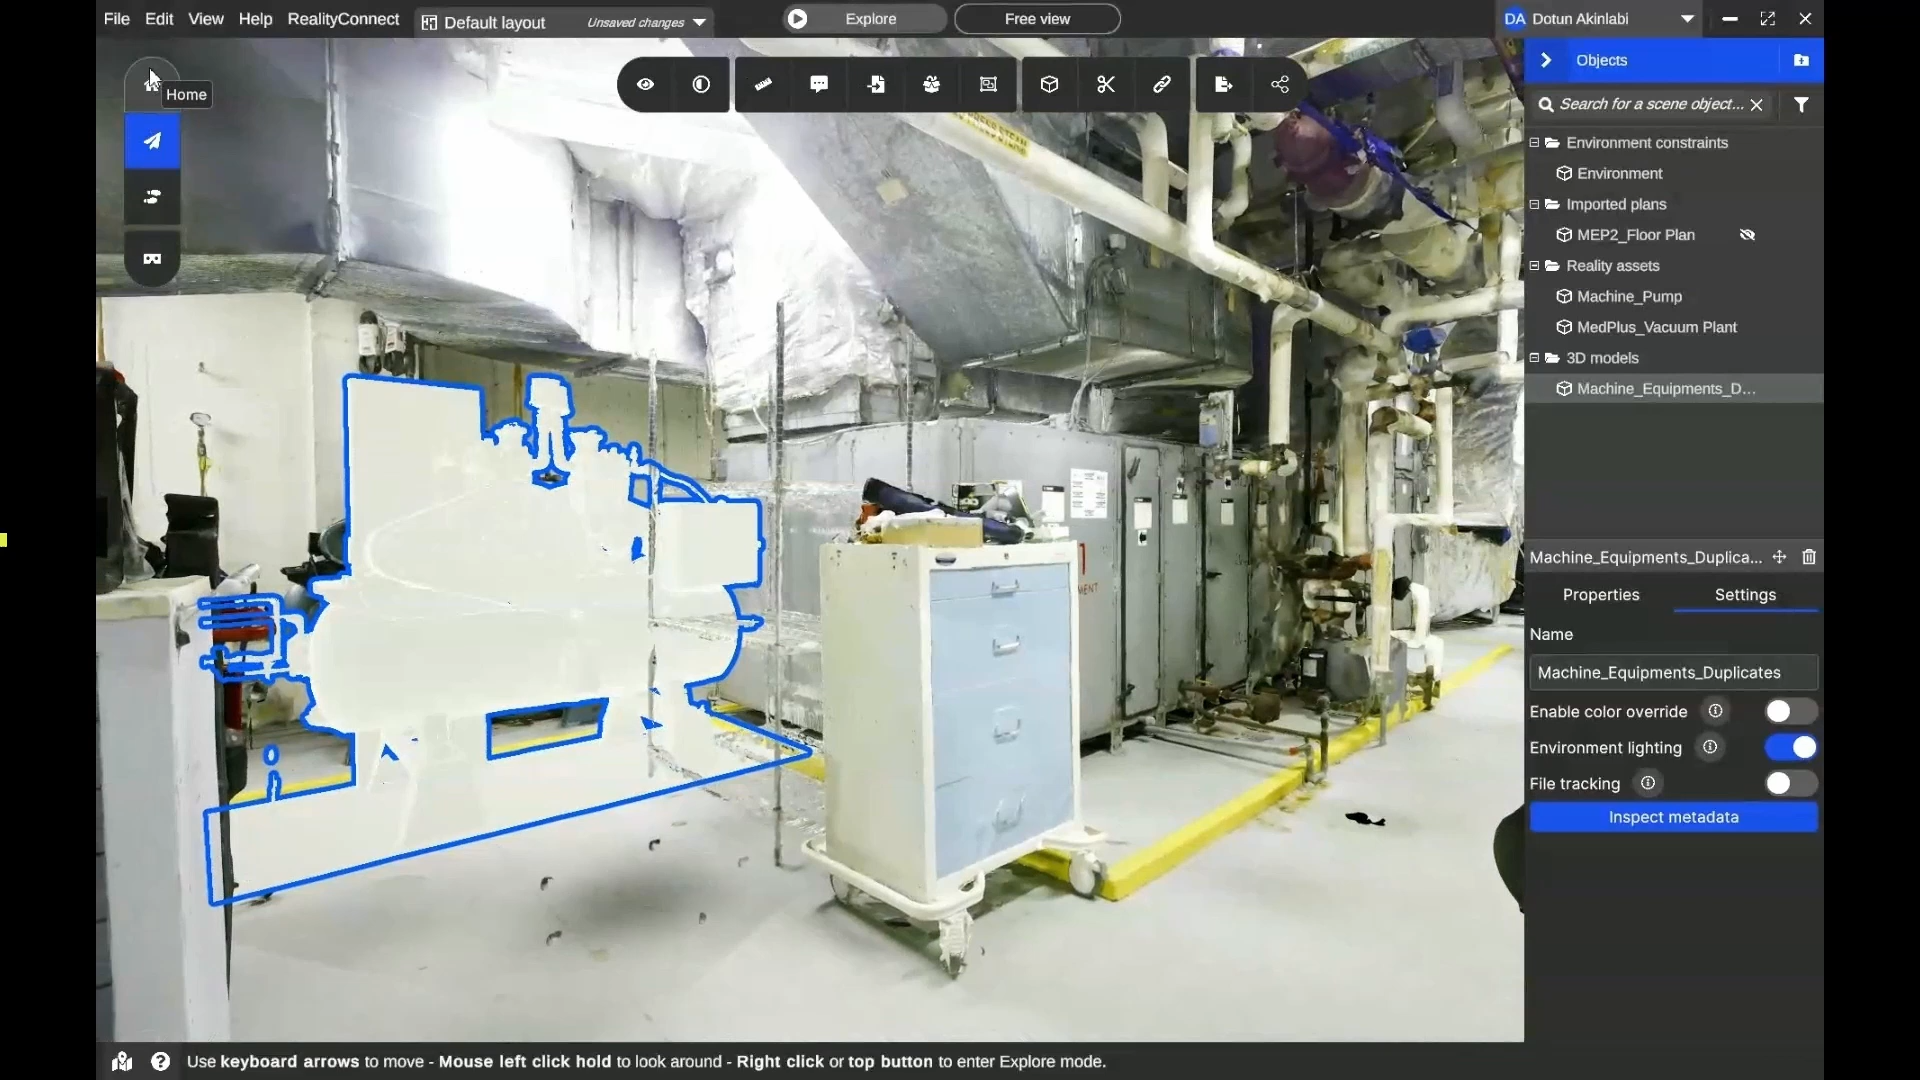 File Edit View Help RealityConnect
Default layout Unsaved changes
Explore
Free view
DA Dotun Akinlabi
Home
Objects
Search for a scene object...
Environment constraints
Environment
Imported plans
MEP2_Floor Plan
Reality assets
Machine_Pump
MedPlus_Vacuum Plant
3D models
Machine_Equipments_D...
Machine_Equipments_Duplica...
Properties Settings
Name
Machine_Equipments_Duplicates
Enable color override
Environment lighting
File tracking
Inspect metadata
Use keyboard arrows to move - Mouse left click hold to look around - Right click or top button to enter Explore mode.